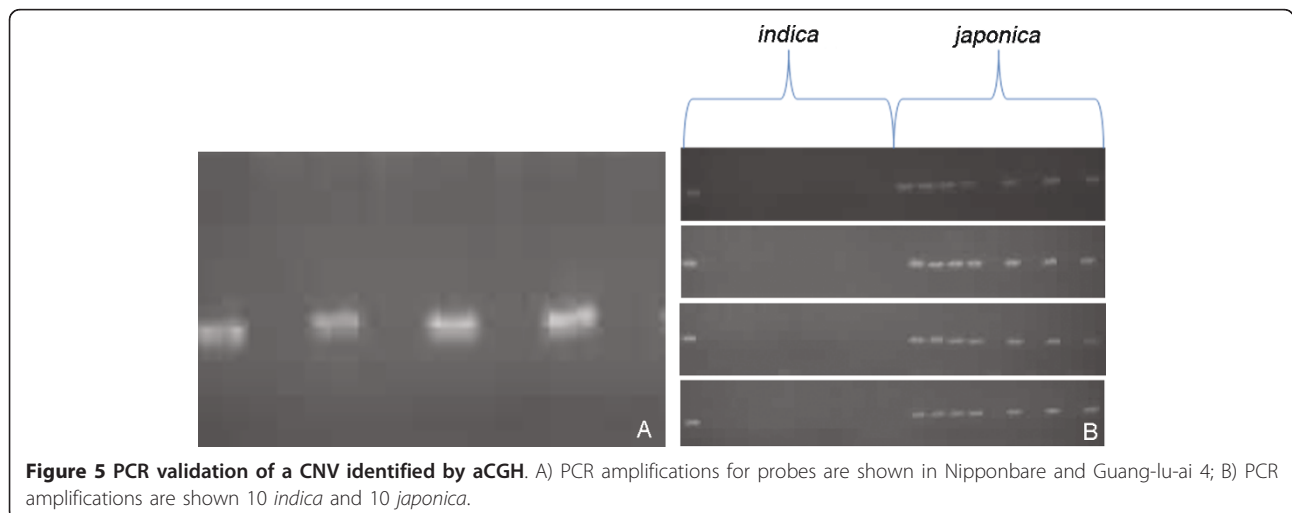 indica japonica
A B
Figure 5 PCR validation of a CNV identified by aCGH. A) PCR amplifications for probes are shown in Nipponbare and Guang-lu-ai 4; B) PCR
amplifications are shown 10 indica and 10 japonica.